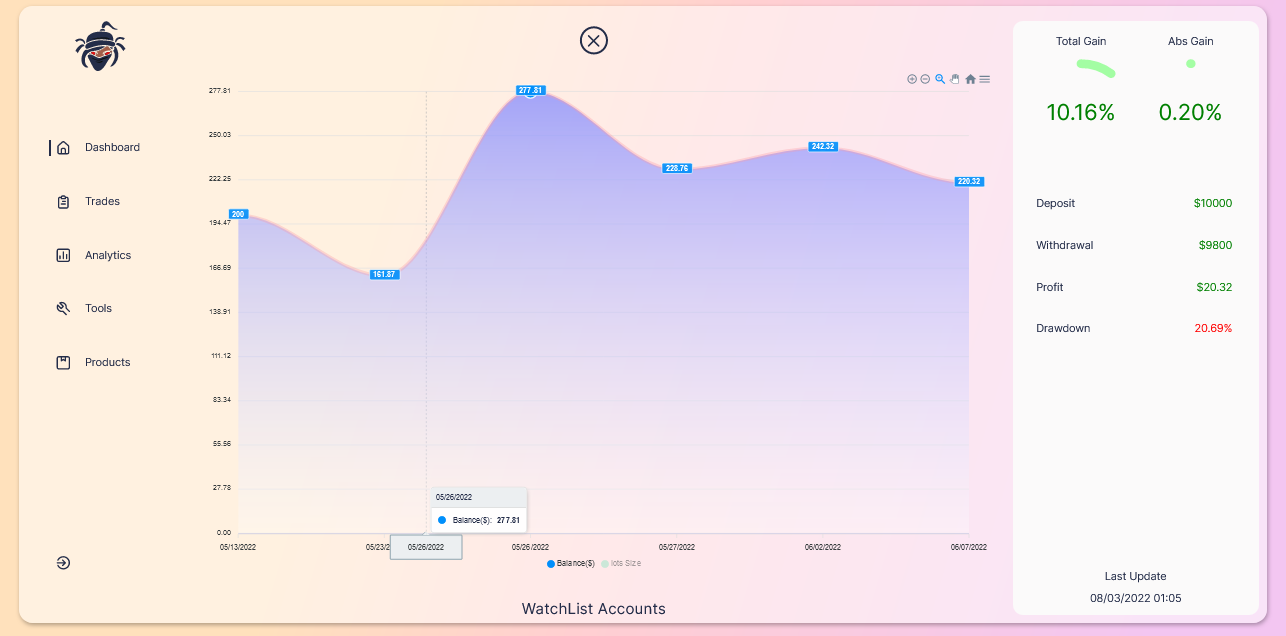 Dashboard
Trades
Analytics
Tools
Products
277.81
250.03
222.25
194.47
166.69
138.91
111.12
83.34
55.56
27.78
0.00
200
161.87
277.81
228.76
242.32
220.32
05/26/2022
Balance($): 277.81
05/13/2022
05/23/2
05/26/2022
05/26/2022
05/27/2022
06/02/2022
06/07/2022
Balance($) lots Size
WatchList Accounts
Total Gain Abs Gain
10.16% 0.20%
Deposit $10000
Withdrawal $9800
Profit $20.32
Drawdown 20.69%
Last Update
08/03/2022 01:05